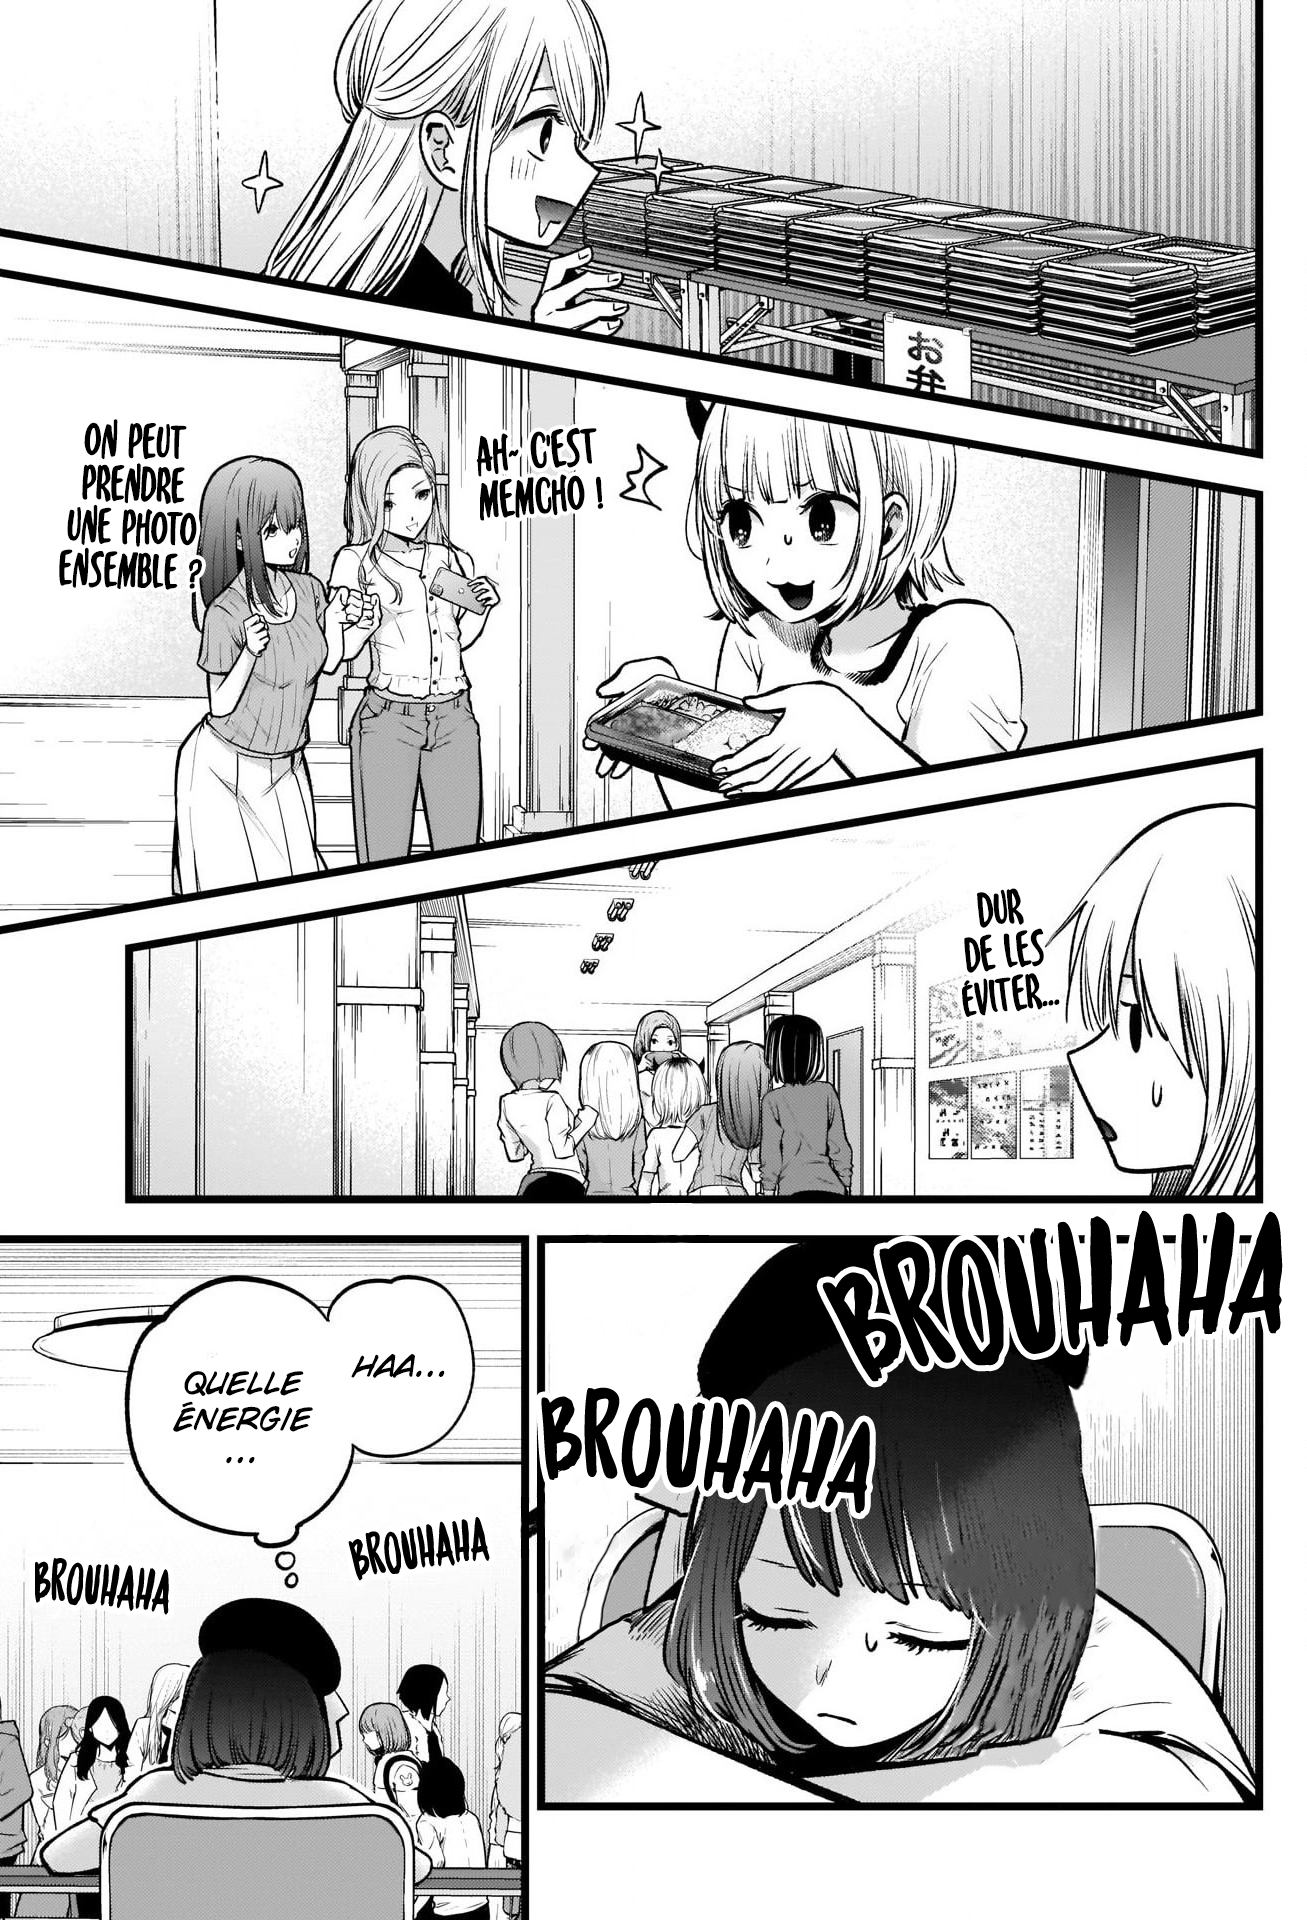 お
弁
AH~ C'EST
MEMCHO !
ON PEUT
PRENDRE
UNE PHOTO
ENSEMBLE ?
DUR
DE LES
ÉVITER...
BROUHAHA
BROUHAHA
HAA...
QUELLE
ÉNERGIE
...
BROUHAHA
BROUHAHA